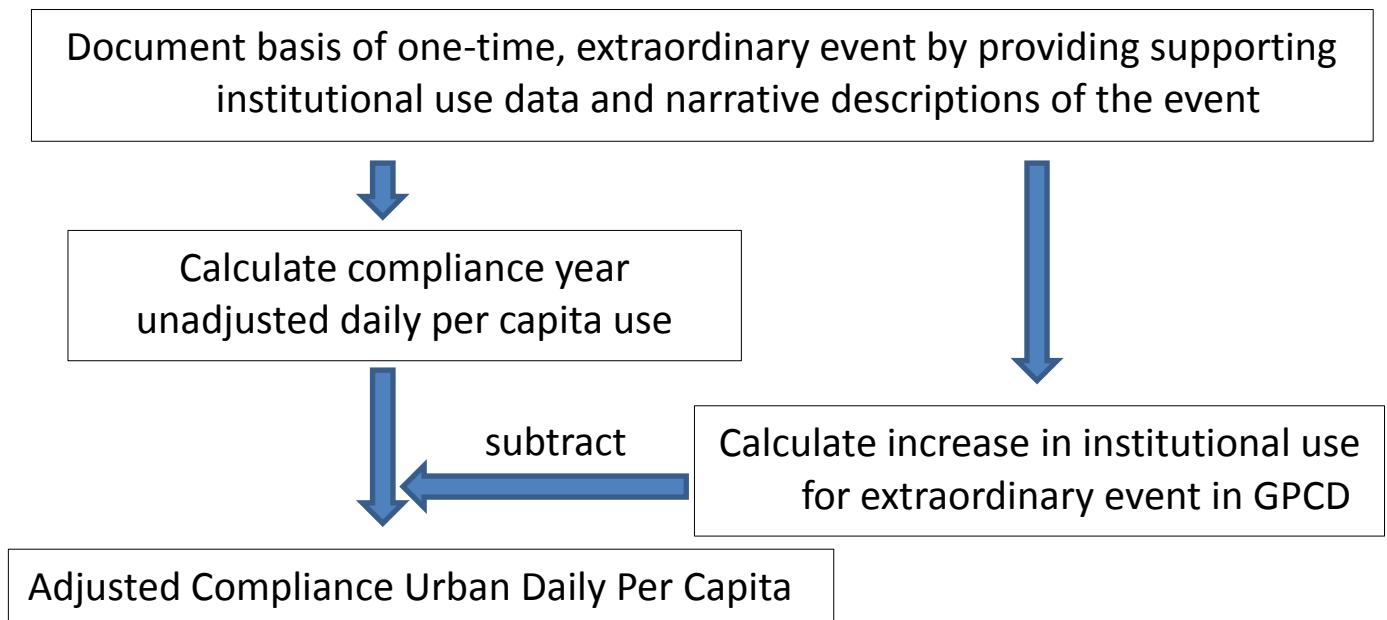 Document basis of one-time, extraordinary event by providing supporting
institutional use data and narrative descriptions of the event
Calculate compliance year
unadjusted daily per capita use
subtract
Calculate increase in institutional use
for extraordinary event in GPCD
Adjusted Compliance Urban Daily Per Capita